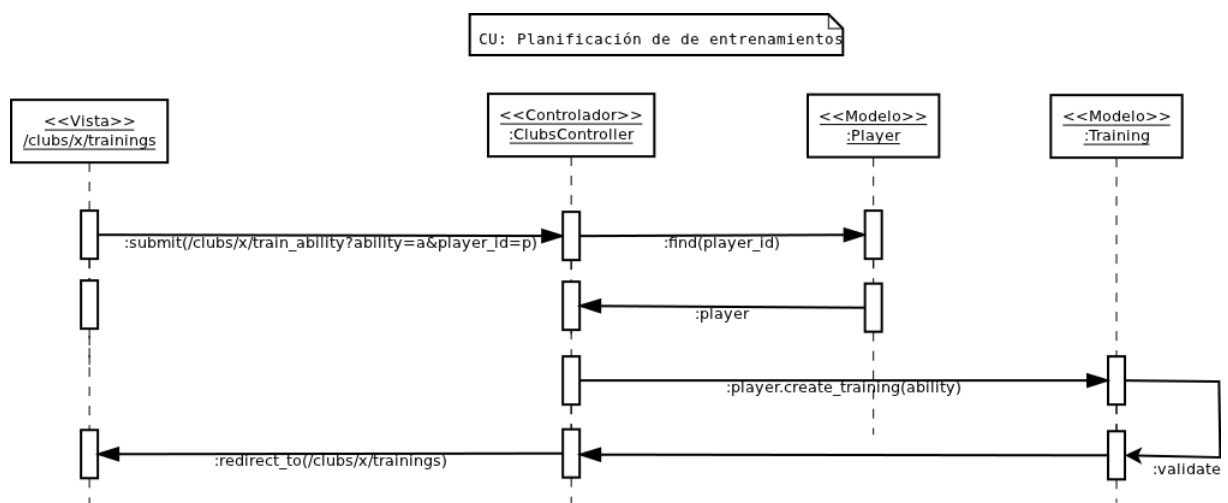 CU: Planificación de de entrenamientos
<<Vista>>
/clubs/x/trainings
<<Controlador>>
:ClubsController
<<Modelo>>
:Player
<<Modelo>>
:Training
:submit(/clubs/x/train_ability?ability=a&player_id=p)
:find(player_id)
:player
:player.create_training(ability)
:redirect_to(/clubs/x/trainings)
:validate